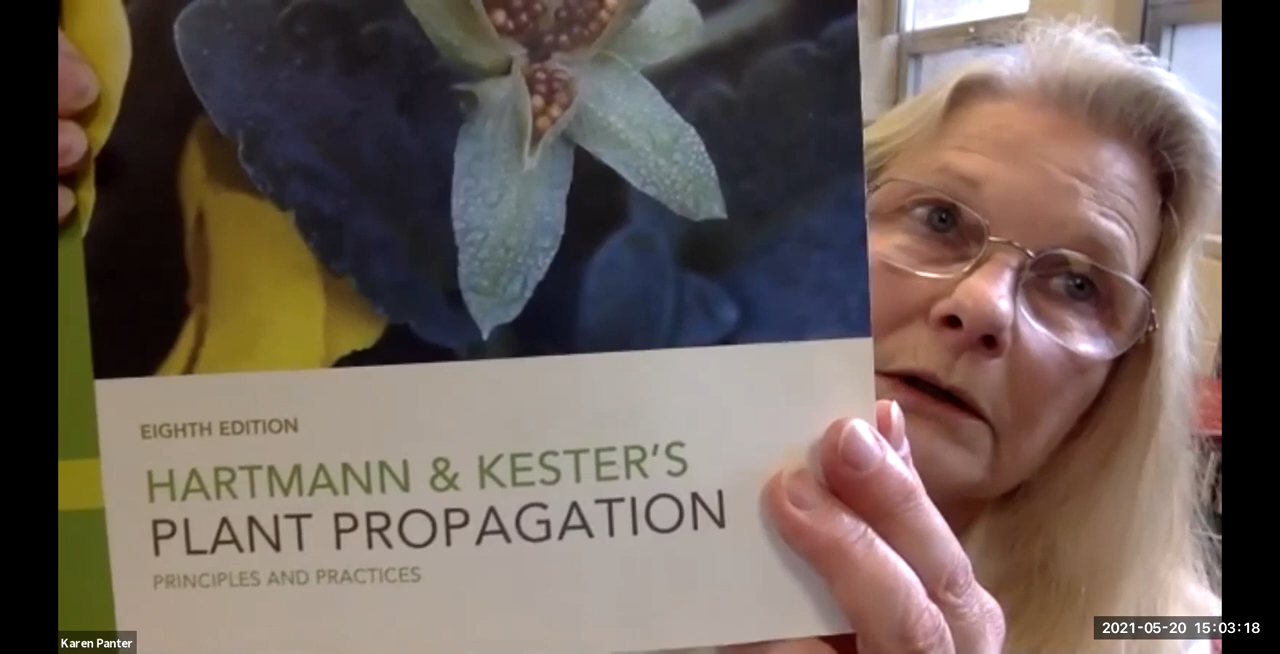 EIGHTH EDITION
HARTMANN & KESTER'S
PLANT PROPAGATION
PRINCIPLES AND PRACTICES
Karen Panter
2021-05-20 15:03:18